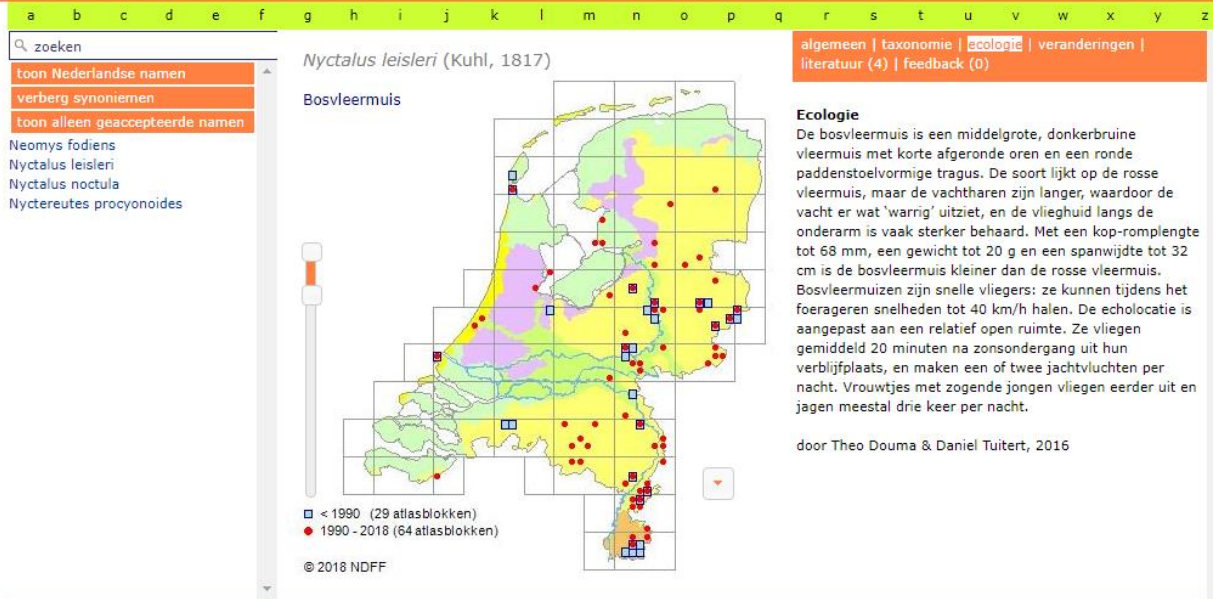 a b c d e f g h i j k l m n o p q r s t u v w x y z
zoeken
toon Nederlandse namen
verberg synoniemen
toon alleen geaccepteerde namen
Neomys fodiens
Nyctalus leisleri
Nyctalus noctula
Nyctereutes procyonoides
Nyctalus leisleri (Kuhl, 1817)
Bosvleermuis
< 1990 (29 atlasblokken)
1990 - 2018 (64 atlasblokken)
© 2018 NDFF
algemeen | taxonomie | ecologie | veranderingen |
literatuur (4) | feedback (0)
Ecologie
De bosvleermuis is een middelgrote, donkerbruine
vleermuis met korte afgeronde oren en een ronde
paddenstoelvormige tragus. De soort lijkt op de rosse
vleermuis, maar de vachtharen zijn langer, waardoor de
vacht er wat ‘warrig’ uitziet, en de vlieghuid langs de
onderarm is vaak sterker behaard. Met een kop-romplengte
tot 68 mm, een gewicht tot 20 g en een spanwijdte tot 32
cm is de bosvleermuis kleiner dan de rosse vleermuis.
Bosvleermuizen zijn snelle vliegers: ze kunnen tijdens het
foerageren snelheden tot 40 km/h halen. De echolocatie is
aangepast aan een relatief open ruimte. Ze vliegen
gemiddeld 20 minuten na zonsondergang uit hun
verblijfplaats, en maken een of twee jachtvluchten per
nacht. Vrouwtjes met zogende jongen vliegen eerder uit en
jagen meestal drie keer per nacht.
door Theo Douma & Daniel Tuitert, 2016